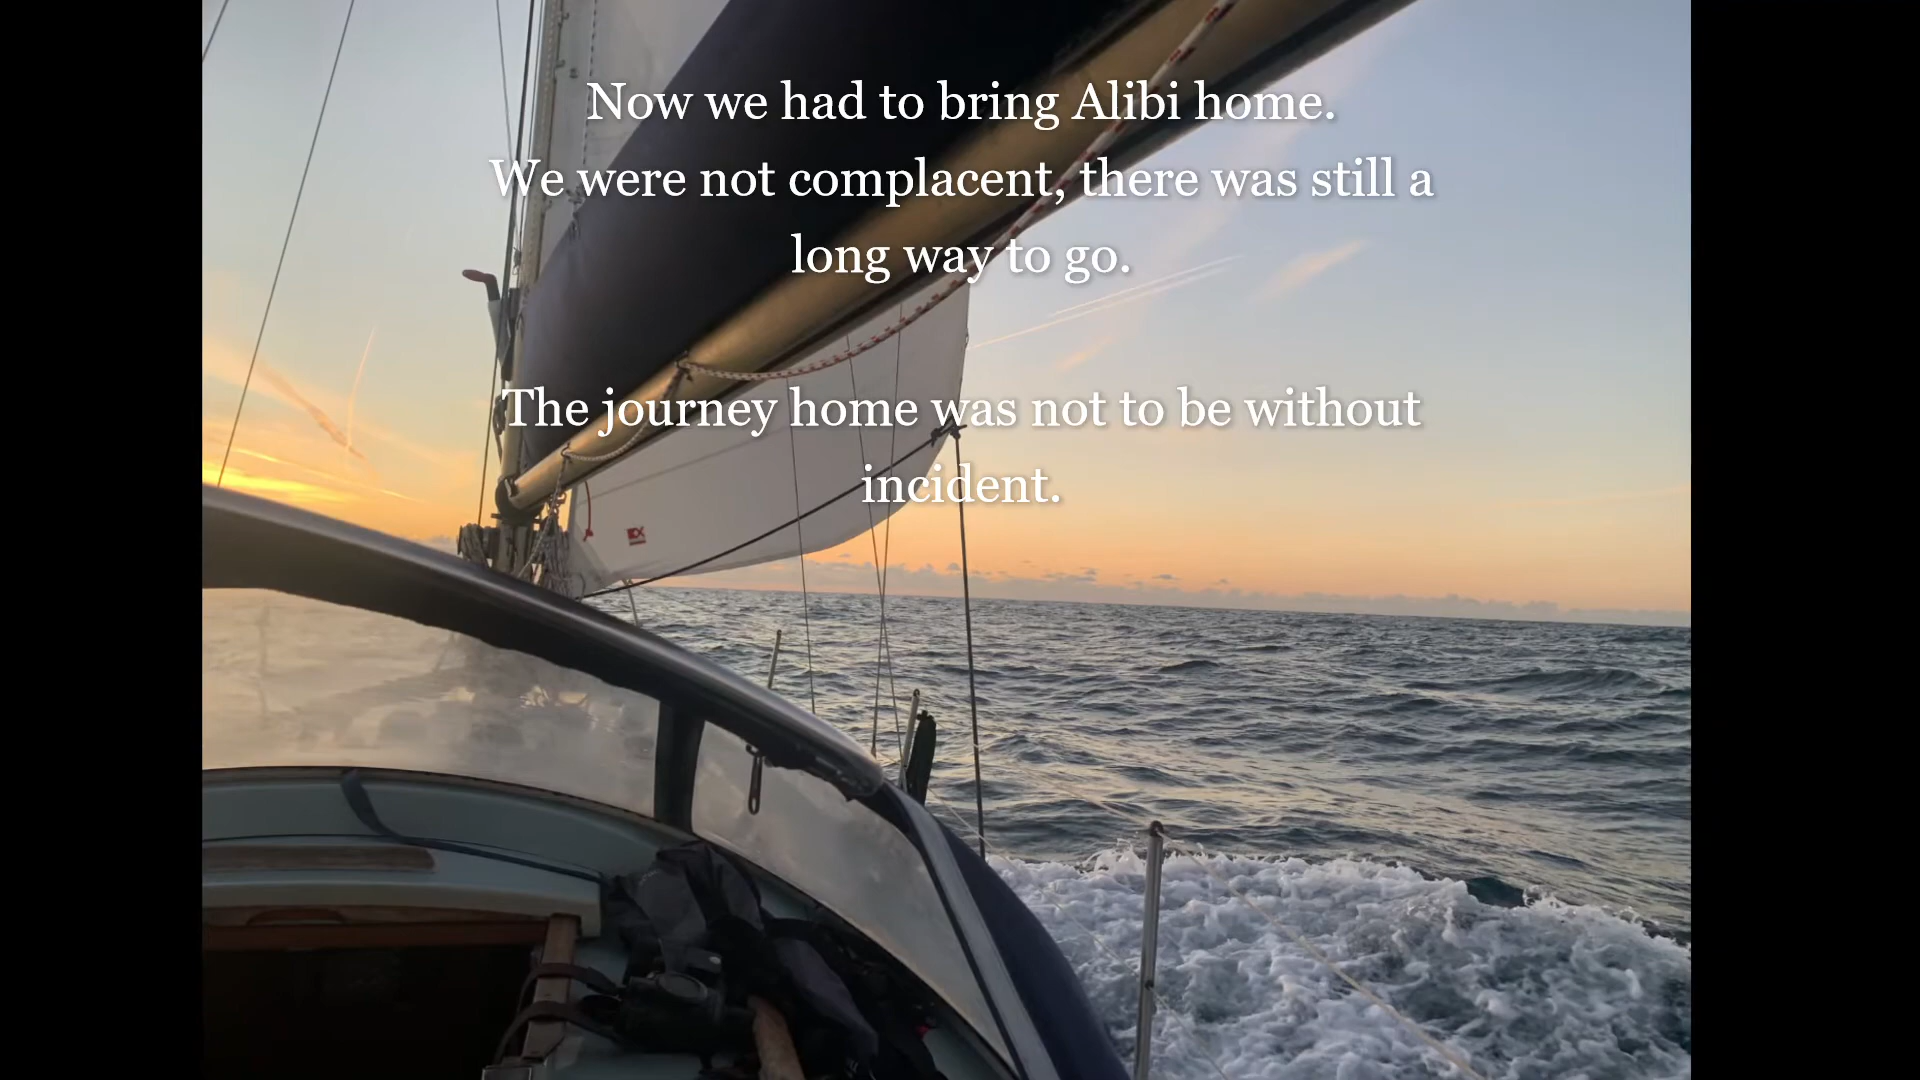 Now we had to bring Alibi home.
We were not complacent, there was still a
long way to go.
The journey home was not to be without
incident.